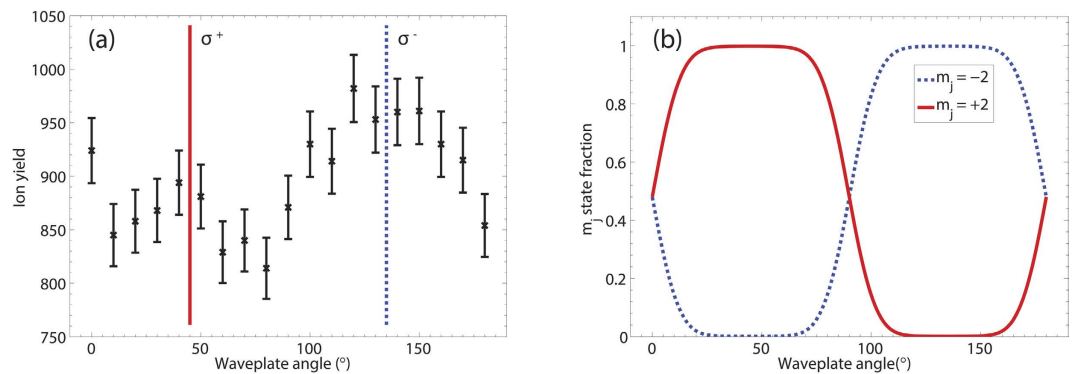 (a)
σ⁺
σ⁻
1050
1000
950
900
850
800
750
Ion yield
0
50
100
150
Waveplate angle (°)
(b)
1
0.8
0.6
0.4
0.2
0
m_j state fraction
m_j = −2
m_j = +2
0
50
100
150
Waveplate angle(°)